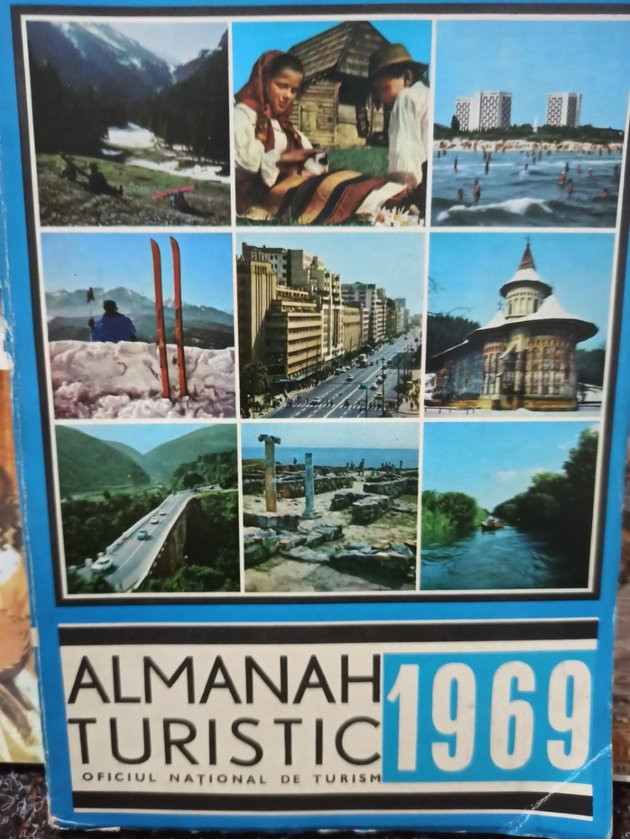 ALMANAH
TURISTIC
1969
OFICIUL NAȚIONAL DE TURISM